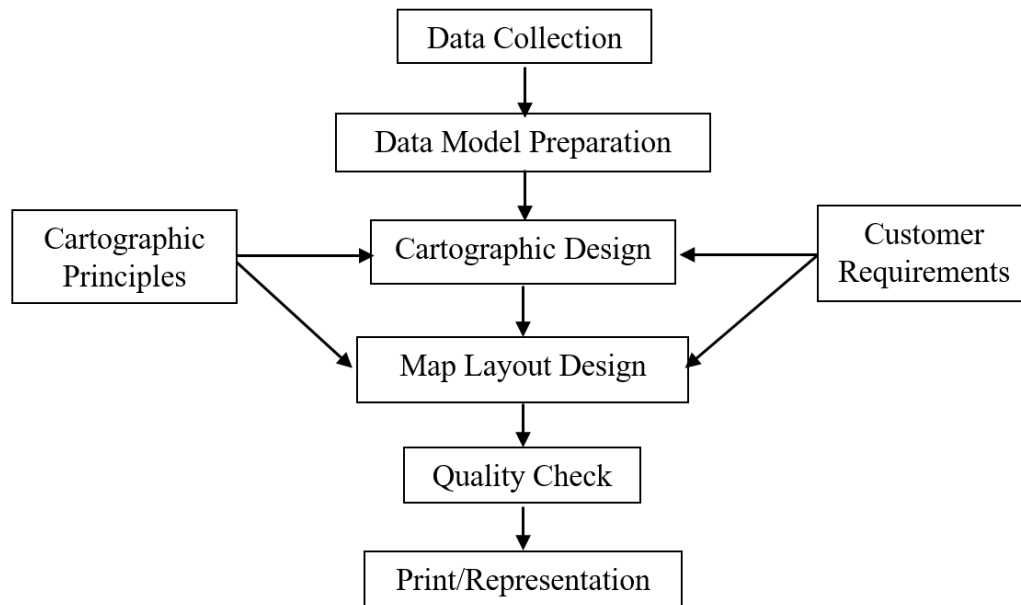 Data Collection
Data Model Preparation
Cartographic
Principles
Cartographic Design
Customer
Requirements
Map Layout Design
Quality Check
Print/Representation